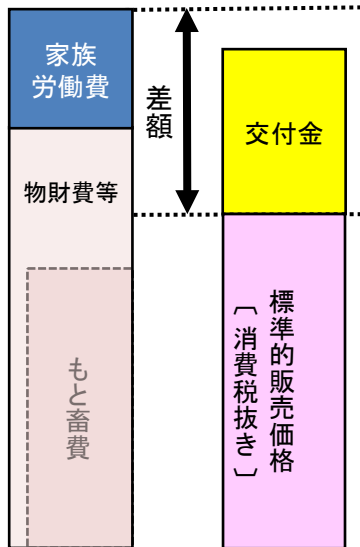 家族
労働費
物財費等
もと畜費
差額
交付金
標準的販売価格
〔消費税抜き〕